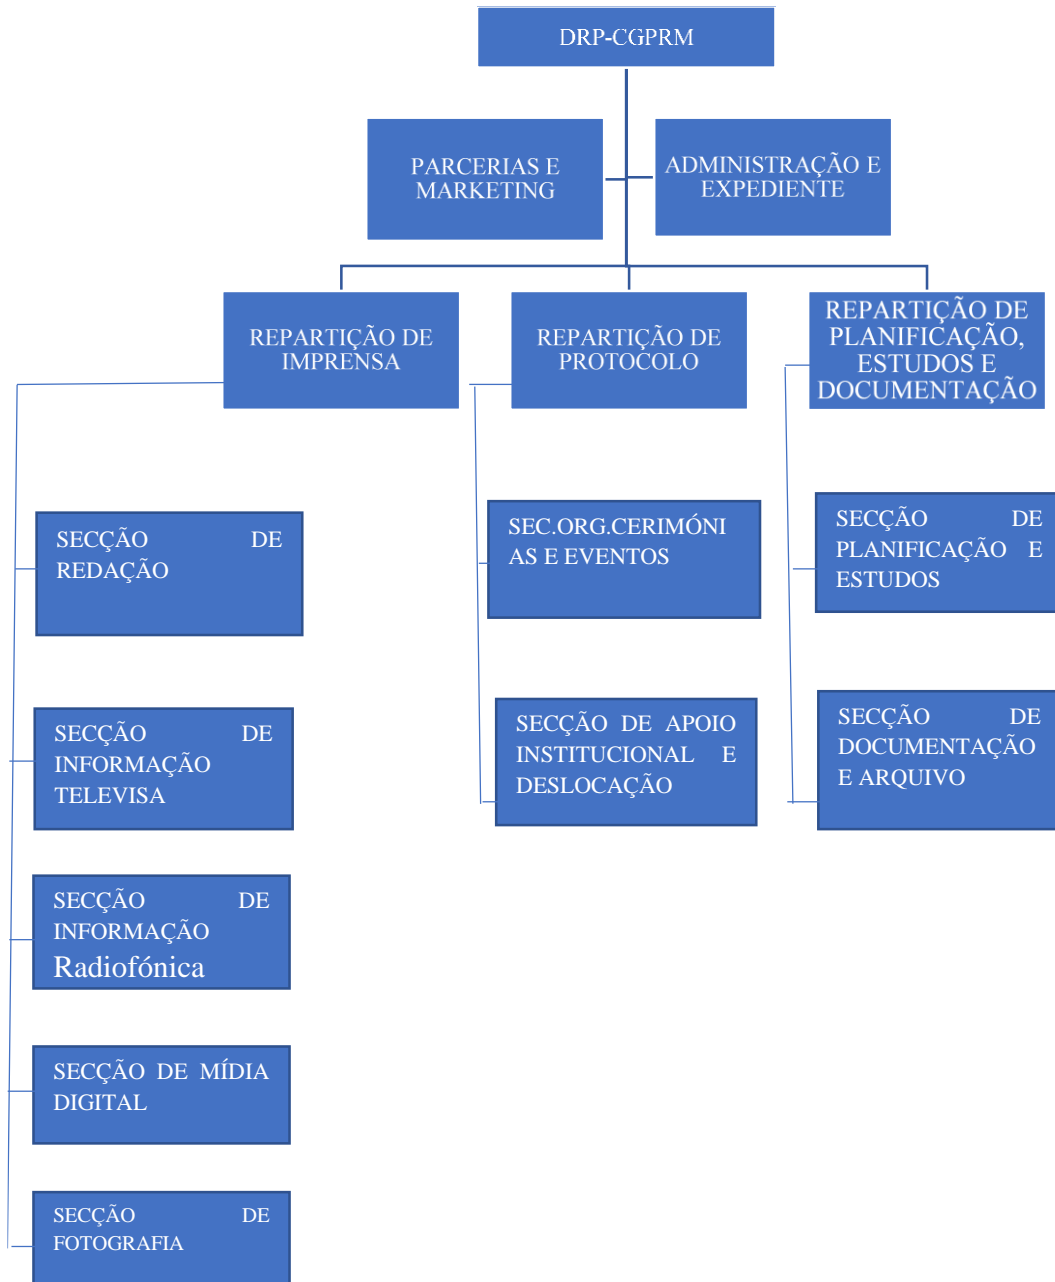 DRP-CGPRM
PARCERIAS E
MARKETING
ADMINISTRAÇÃO E
EXPEDIENTE
REPARTIÇÃO DE
IMPRENSA
REPARTIÇÃO DE
PROTOCOLO
REPARTIÇÃO DE
PLANIFICAÇÃO,
ESTUDOS E
DOCUMENTAÇÃO
SECÇÃO DE
REDAÇÃO
SECÇÃO DE
INFORMAÇÃO
TELEVISA
SECÇÃO DE
INFORMAÇÃO
Radiofónica
SECÇÃO DE MÍDIA
DIGITAL
SECÇÃO DE
FOTOGRAFIA
SEC.ORG.CERIMÓNI
AS E EVENTOS
SECÇÃO DE APOIO
INSTITUCIONAL E
DESLOCAÇÃO
SECÇÃO DE
PLANIFICAÇÃO E
ESTUDOS
SECÇÃO DE
DOCUMENTAÇÃO
E ARQUIVO